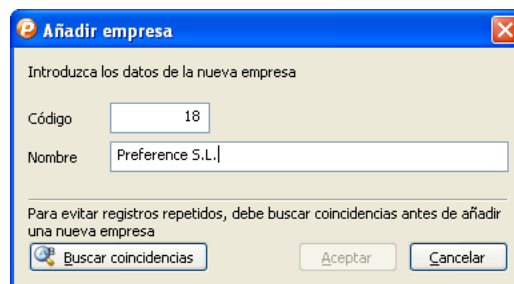 Añadir empresa
Introduzca los datos de la nueva empresa
Código 18
Nombre Preference S.L.
Para evitar registros repetidos, debe buscar coincidencias antes de añadir
una nueva empresa
Buscar coincidencias Aceptar Cancelar